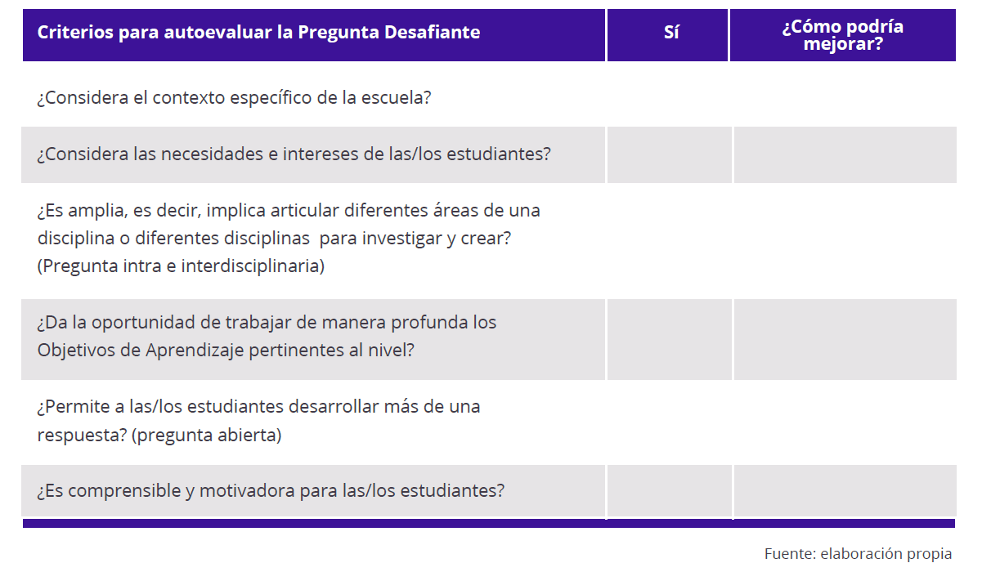 Criterios para autoevaluar la Pregunta Desafiante
Sí
¿Cómo podría
mejorar?
¿Considera el contexto específico de la escuela?
¿Considera las necesidades e intereses de las/los estudiantes?
¿Es amplia, es decir, implica articular diferentes áreas de una
disciplina o diferentes disciplinas  para investigar y crear?
(Pregunta intra e interdisciplinaria)
¿Da la oportunidad de trabajar de manera profunda los
Objetivos de Aprendizaje pertinentes al nivel?
¿Permite a las/los estudiantes desarrollar más de una
respuesta? (pregunta abierta)
¿Es comprensible y motivadora para las/los estudiantes?
Fuente: elaboración propia